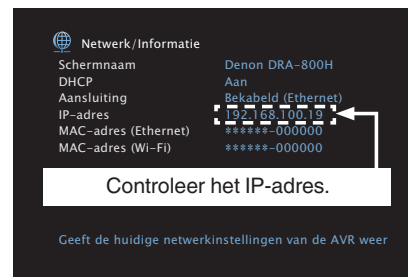 Netwerk/Informatie
Schermnaam Denon DRA-800H
DHCP Aan
Aansluiting Bekabeld (Ethernet)
IP-adres 192.168.100.19
MAC-adres (Ethernet) ******-000000
MAC-adres (Wi-Fi) ******-000000
Controleer het IP-adres.
Geeft de huidige netwerkinstellingen van de AVR weer